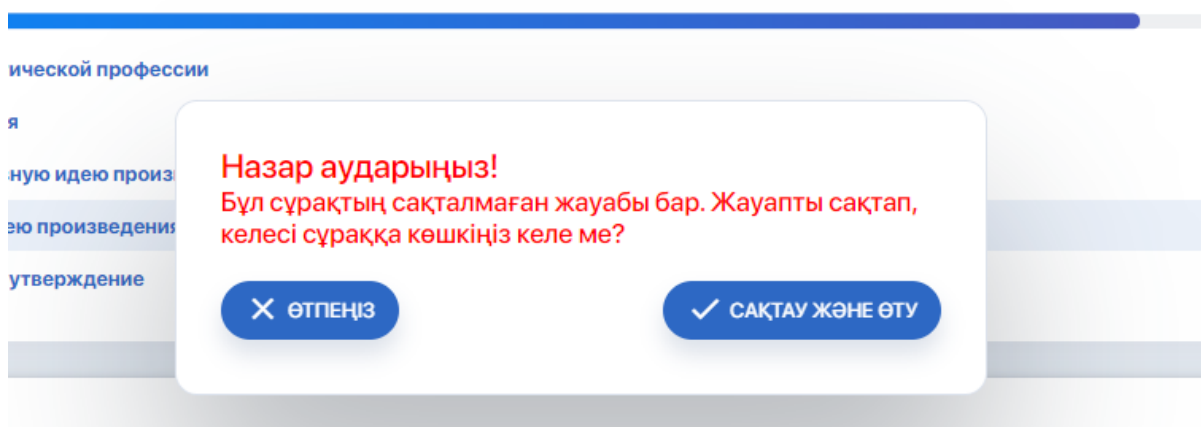 ической профессии
я
ную идею произ
Назар аударыңыз!
Бұл сұрақтың сақталмаған жауабы бар. Жауапты сақтап,
ею произведения
келесі сұраққа көшкіңіз келе ме?
утверждение
ӨТПЕҢІЗ
САҚТАУ ЖӘНЕ ӨТУ